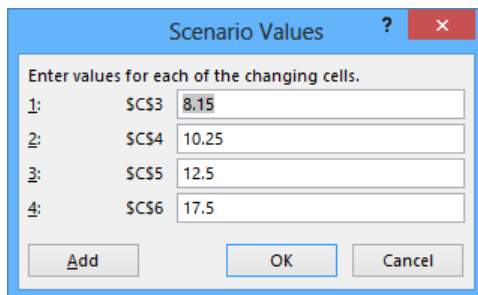 Scenario Values ? ×
Enter values for each of the changing cells.
1: $C$3 8.15
2: $C$4 10.25
3: $C$5 12.5
4: $C$6 17.5
Add OK Cancel